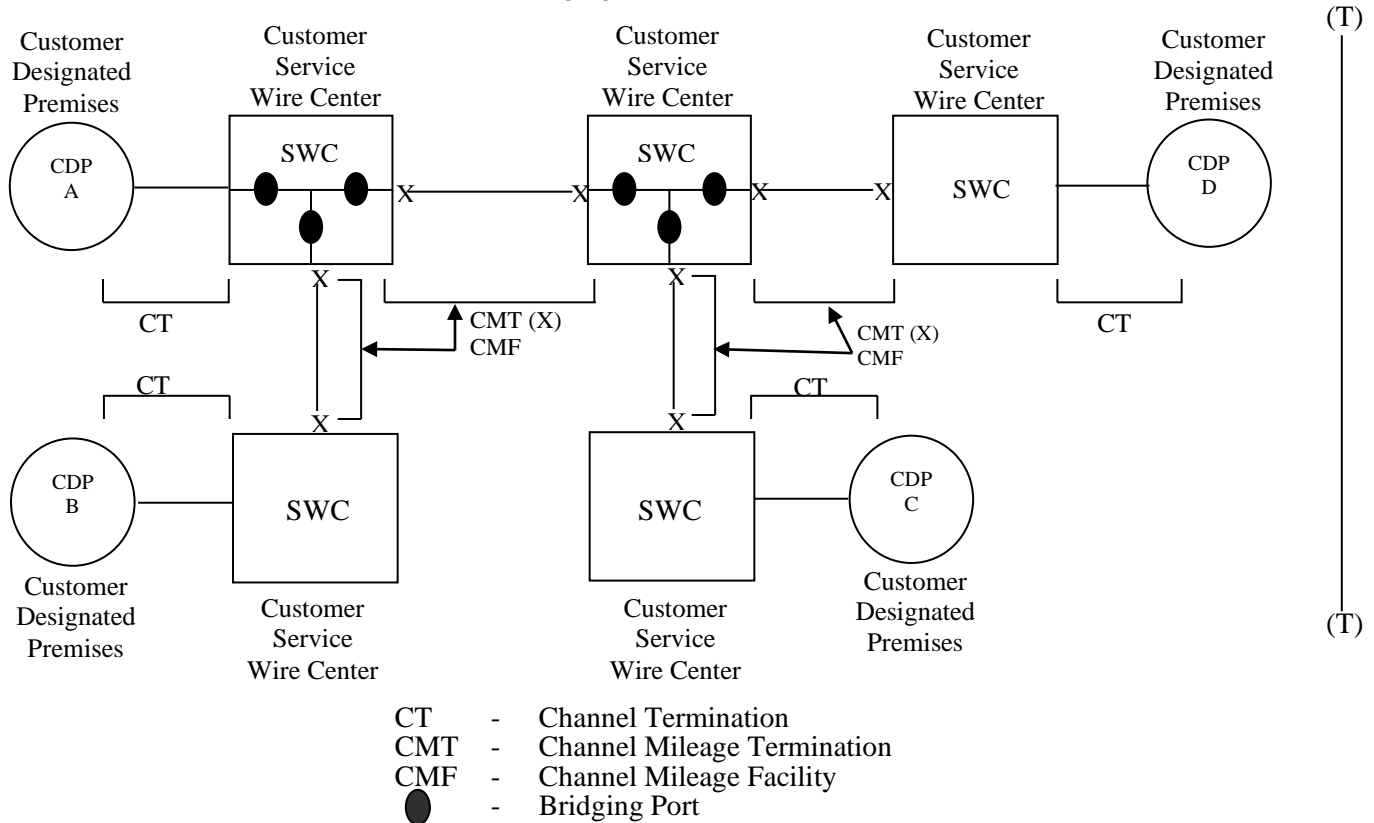 (T)
Customer
Designated
Premises
Customer
Service
Wire Center
Customer
Service
Wire Center
Customer
Service
Wire Center
Customer
Designated
Premises
CDP
A
SWC
SWC
SWC
CDP
D
X
X
X
X
X
X
CT
CMT (X)
CMF
CMT (X)
CMF
CT
CT
CT
X
X
CDP
B
SWC
SWC
CDP
C
Customer
Designated
Premises
Customer
Service
Wire Center
Customer
Service
Wire Center
Customer
Designated
Premises
(T)
CT - Channel Termination
CMT - Channel Mileage Termination
CMF - Channel Mileage Facility
- Bridging Port